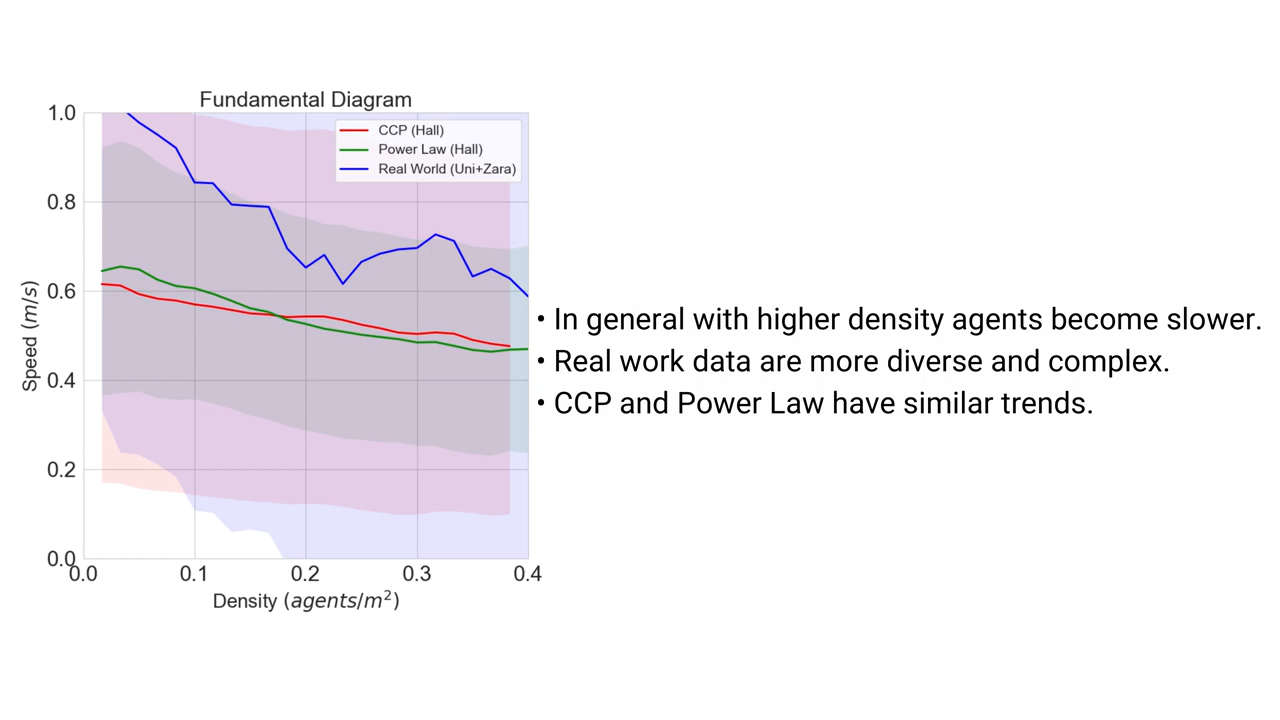 Fundamental Diagram
1.0
0.8
0.6
0.4
0.2
0.0
Speed (m/s)
CCP (Hall)
Power Law (Hall)
Real World (Uni+Zara)
0.0 0.1 0.2 0.3 0.4
Density (agents/m²)
• In general with higher density agents become slower.
• Real work data are more diverse and complex.
• CCP and Power Law have similar trends.